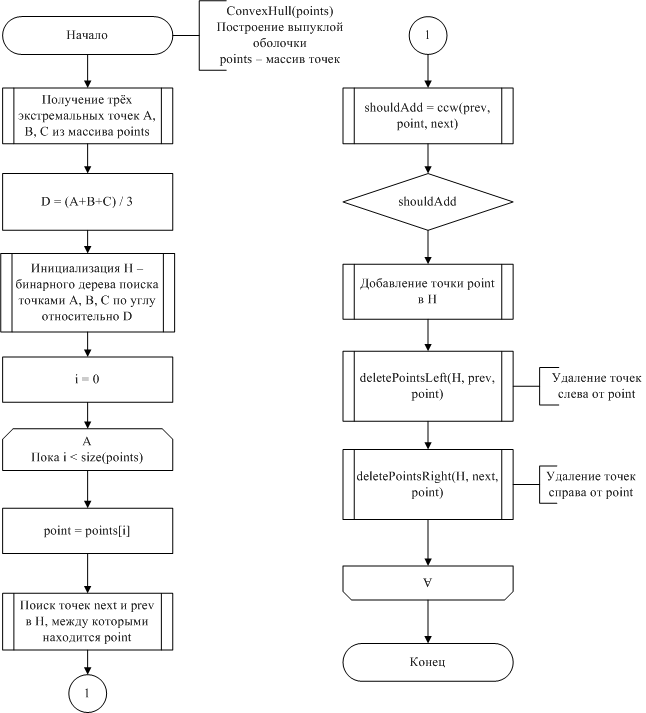 Начало
ConvexHull(points)
Построение выпуклой
оболочки
points – массив точек
Получение трёх
экстремальных точек A,
B, C из массива points
D = (A+B+C) / 3
Инициализация H –
бинарного дерева поиска
точками A, B, C по углу
относительно D
i = 0
A
Пока i < size(points)
point = points[i]
Поиск точек next и prev
в H, между которыми
находится point
1
1
shouldAdd = ccw(prev,
point, next)
shouldAdd
Добавление точки point
в H
deletePointsLeft(H, prev,
point)
Удаление точек
слева от point
deletePointsRight(H, next,
point)
Удаление точек
справа от point
∀
Конец